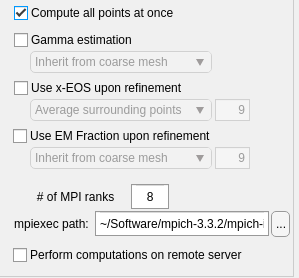 Compute all points at once
Gamma estimation
Inherit from coarse mesh
Use x-EOS upon refinement
Average surrounding points 9
Use EM Fraction upon refinement
Inherit from coarse mesh 9
# of MPI ranks 8
mpiexec path: ~/Software/mpich-3.3.2/mpich-i ...
Perform computations on remote server